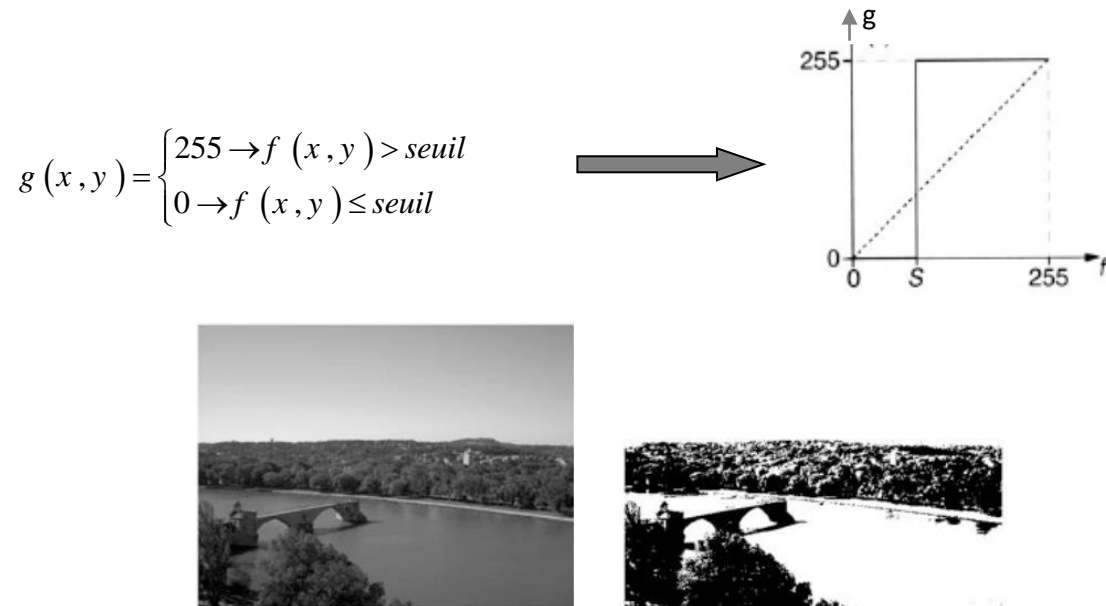 g
255
g (x , y) = { 255 → f (x , y) > seuil
0 → f (x , y) ≤ seuil
0
0 S 255 f